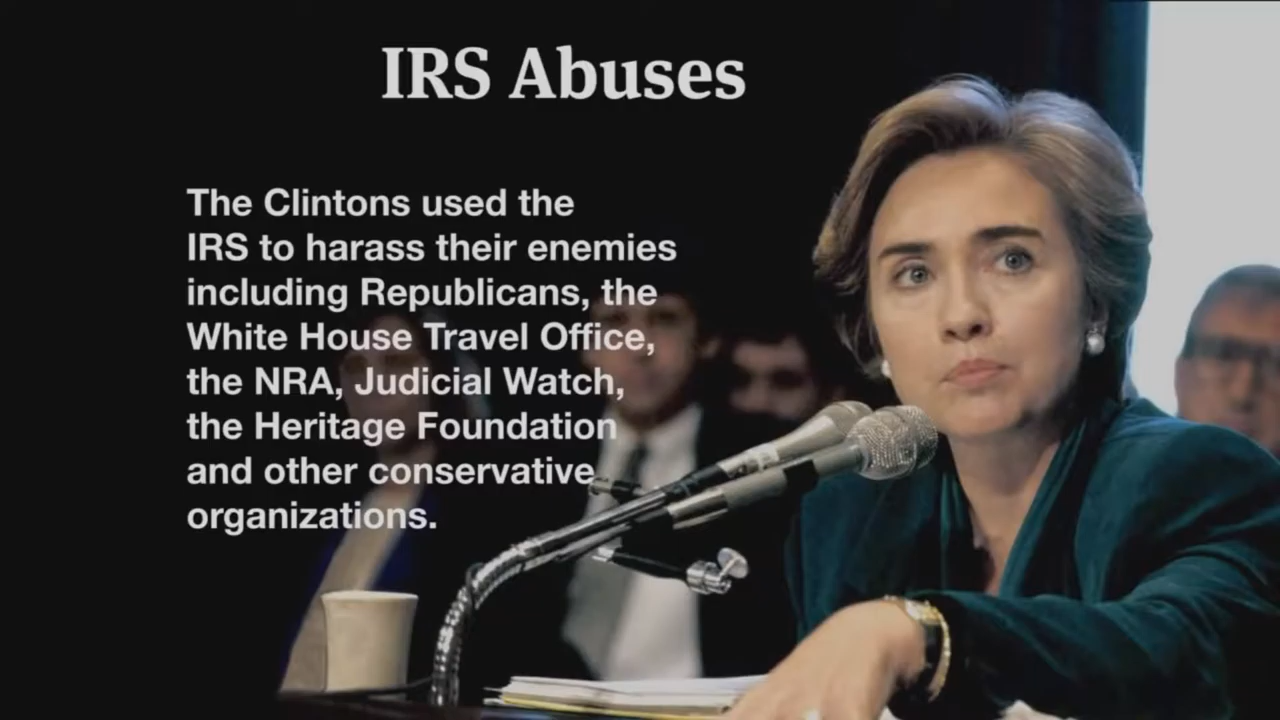 IRS Abuses
The Clintons used the
IRS to harass their enemies
including Republicans, the
White House Travel Office,
the NRA, Judicial Watch,
the Heritage Foundation
and other conservative
organizations.